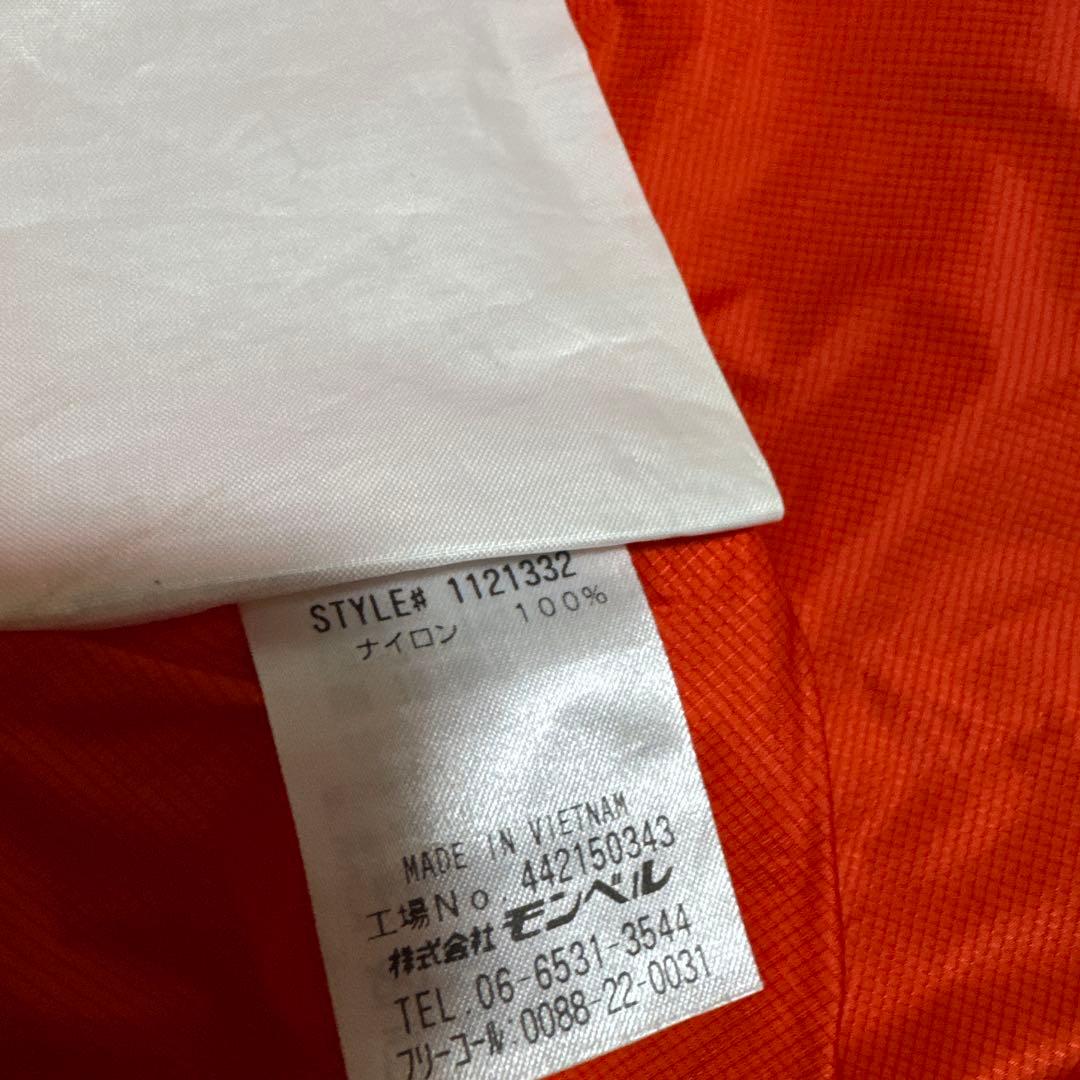 STYLE# 1121332
ナイロン 100%
MADE IN VIETNAM
工場No. 442150343
株式会社 モンベル
TEL. 06-6531-3544
フリーコール:0088-22-0031